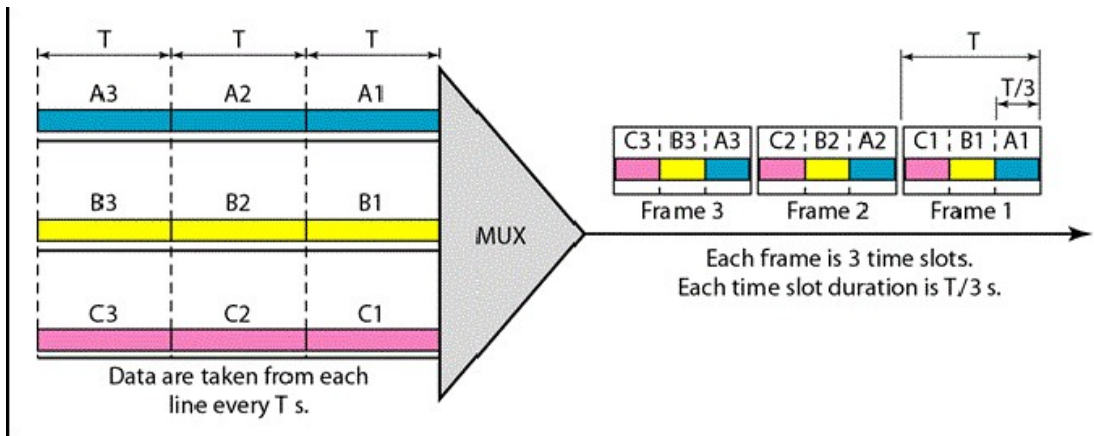 T T T
A3 A2 A1
B3 B2 B1
C3 C2 C1
Data are taken from each
line every T s.
MUX
T
T/3
C3 B3 A3 C2 B2 A2 C1 B1 A1
Frame 3 Frame 2 Frame 1
Each frame is 3 time slots.
Each time slot duration is T/3 s.